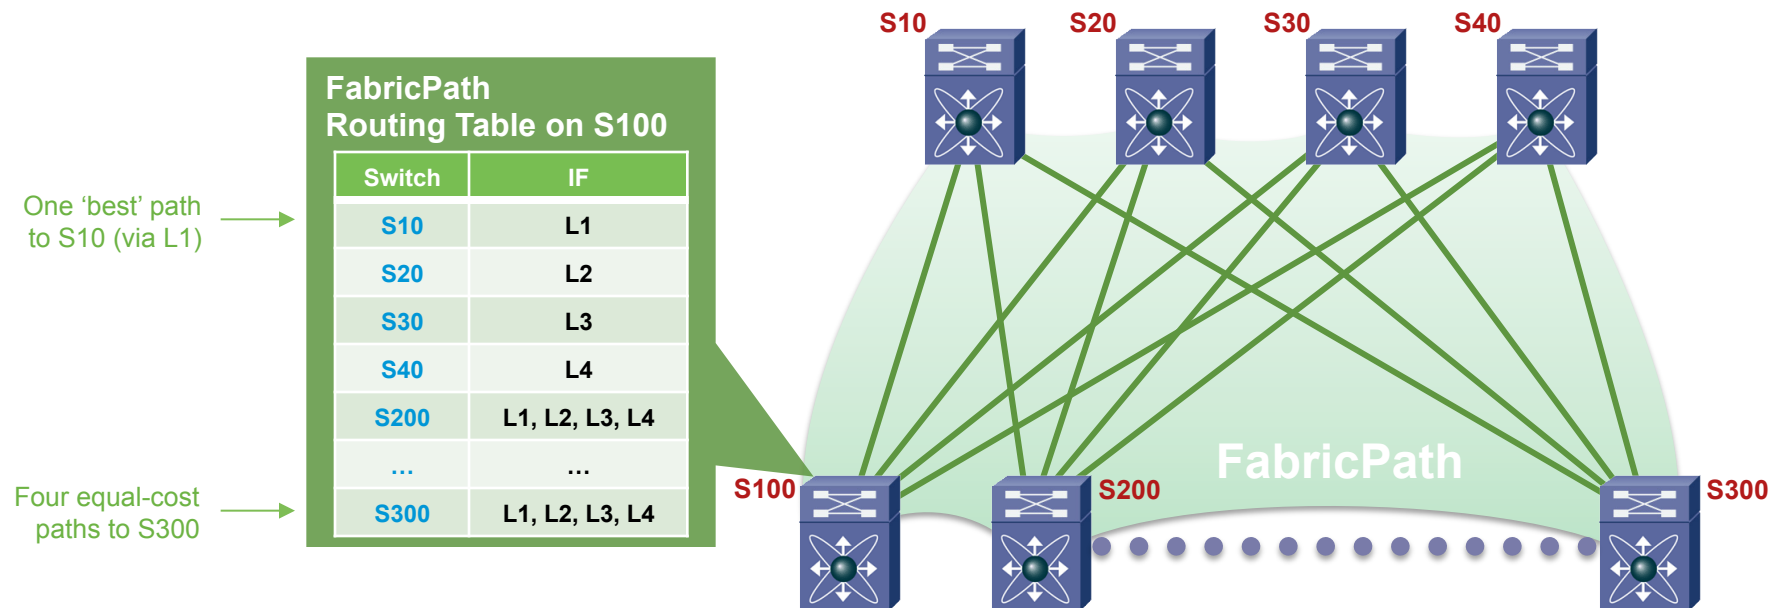 S10
S20
S30
S40
FabricPath
Routing Table on S100
Switch IF
S10 L1
S20 L2
S30 L3
S40 L4
S200 L1, L2, L3, L4
… …
S300 L1, L2, L3, L4
One ‘best’ path
to S10 (via L1)
Four equal-cost
paths to S300
FabricPath
S100
S200
S300